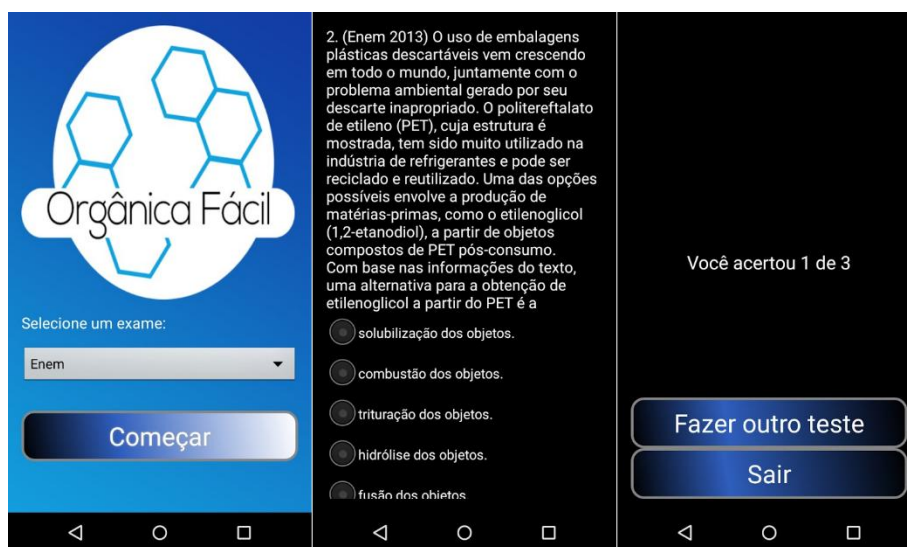 Orgânica Fácil
Selecione um exame:
Enem
Começar
2. (Enem 2013) O uso de embalagens
plásticas descartáveis vem crescendo
em todo o mundo, juntamente com o
problema ambiental gerado por seu
descarte inapropriado. O politereftalato
de etileno (PET), cuja estrutura é
mostrada, tem sido muito utilizado na
indústria de refrigerantes e pode ser
reciclado e reutilizado. Uma das opções
possíveis envolve a produção de
matérias-primas, como o etilenoglicol
(1,2-etanodiol), a partir de objetos
compostos de PET pós-consumo.
Com base nas informações do texto,
uma alternativa para a obtenção de
etilenoglicol a partir do PET é a
solubilização dos objetos.
combustão dos objetos.
trituração dos objetos.
hidrólise dos objetos.
fusão dos objetos.
Você acertou 1 de 3
Fazer outro teste
Sair